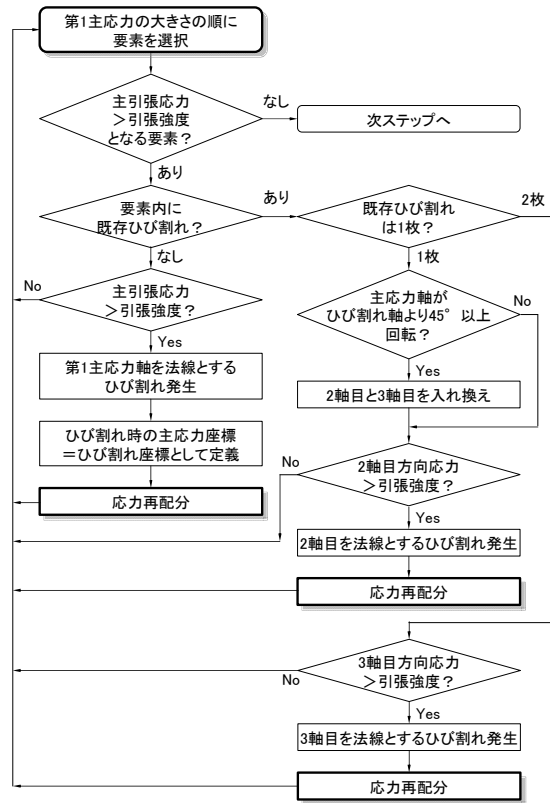 第1主応力の大きさの順に
要素を選択
主引張応力
＞引張強度
となる要素？
なし
次ステップへ
あり
要素内に
既存ひび割れ？
あり
既存ひび割れ
は1枚？
2枚
なし
1枚
No
主引張応力
＞引張強度？
主応力軸が
ひび割れ軸より45°以上
回転？
No
Yes
Yes
第1主応力軸を法線とする
ひび割れ発生
2軸目と3軸目を入れ換え
ひび割れ時の主応力座標
＝ひび割れ座標として定義
No
2軸目方向応力
＞引張強度？
応力再配分
Yes
2軸目を法線とするひび割れ発生
応力再配分
3軸目方向応力
＞引張強度？
No
Yes
3軸目を法線とするひび割れ発生
応力再配分